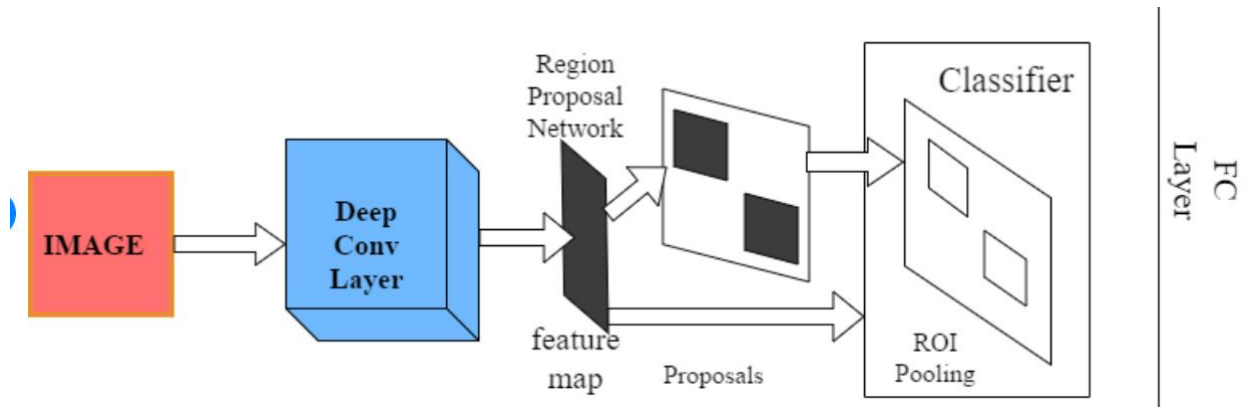 IMAGE
Deep
Conv
Layer
Region
Proposal
Network
feature
map
Proposals
Classifier
ROI
Pooling
FC
Layer